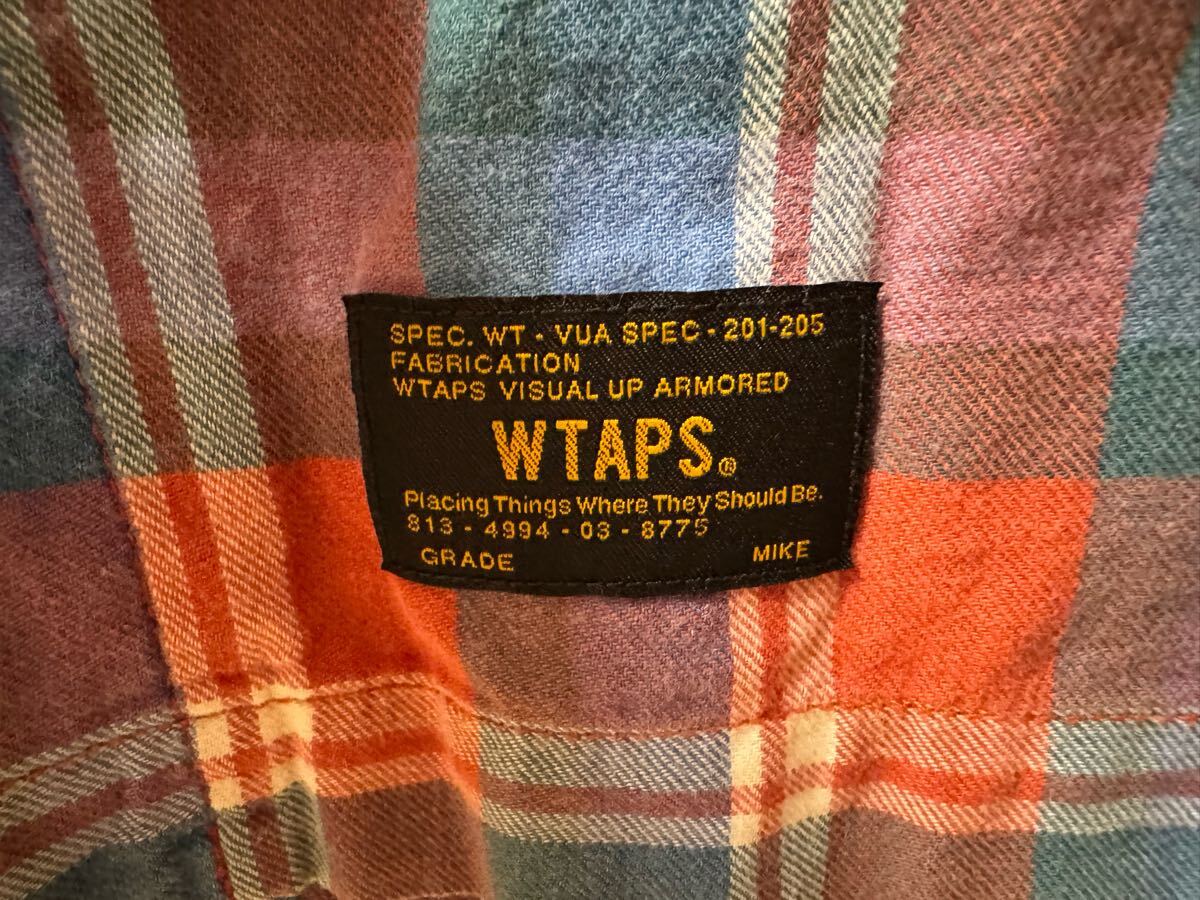 SPEC. WT - VUA SPEC - 201-205
FABRICATION
WTAPS VISUAL UP ARMORED
WTAPS®
Placing Things Where They Should Be.
813 - 4994 - 03 - 8775
GRADE MIKE